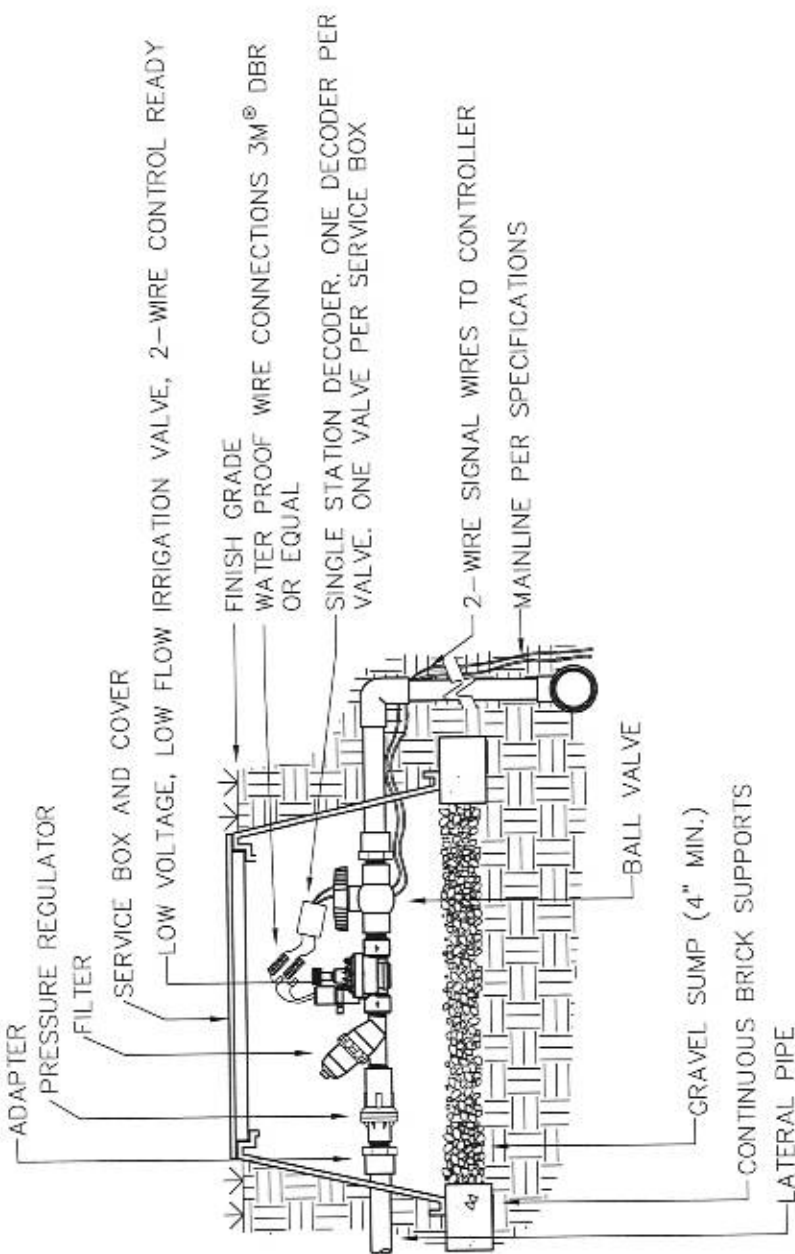 ADAPTER
PRESSURE REGULATOR
FILTER
SERVICE BOX AND COVER
LOW VOLTAGE, LOW FLOW IRRIGATION VALVE, 2-WIRE CONTROL READY
FINISH GRADE
WATER PROOF WIRE CONNECTIONS 3M® DBR
OR EQUAL
SINGLE STATION DECODER. ONE DECODER PER
VALVE. ONE VALVE PER SERVICE BOX
2-WIRE SIGNAL WIRES TO CONTROLLER
MAINLINE PER SPECIFICATIONS
BALL VALVE
GRAVEL SUMP (4" MIN.)
CONTINUOUS BRICK SUPPORTS
LATERAL PIPE